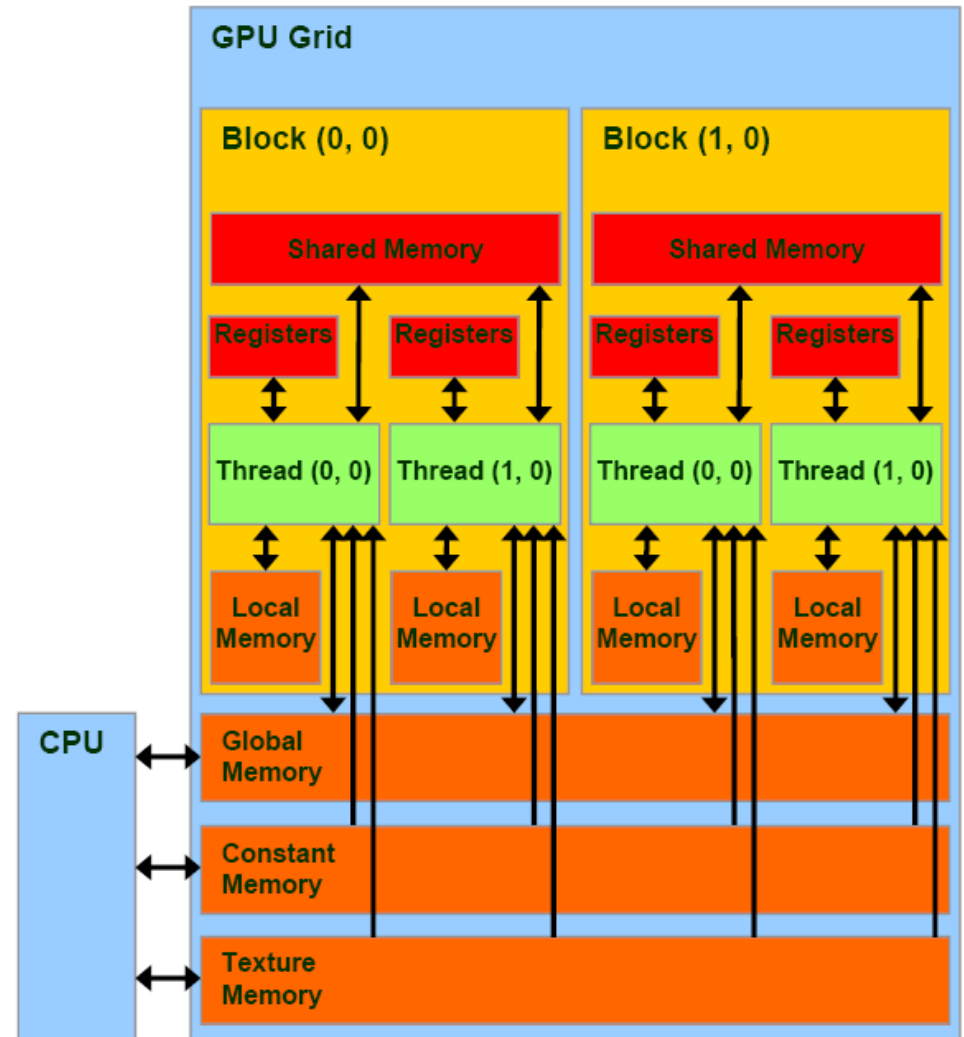 GPU Grid
Block (0, 0)
Shared Memory
Registers
Registers
Thread (0, 0)
Thread (1, 0)
Local
Memory
Local
Memory
Block (1, 0)
Shared Memory
Registers
Registers
Thread (0, 0)
Thread (1, 0)
Local
Memory
Local
Memory
CPU
Global
Memory
Constant
Memory
Texture
Memory